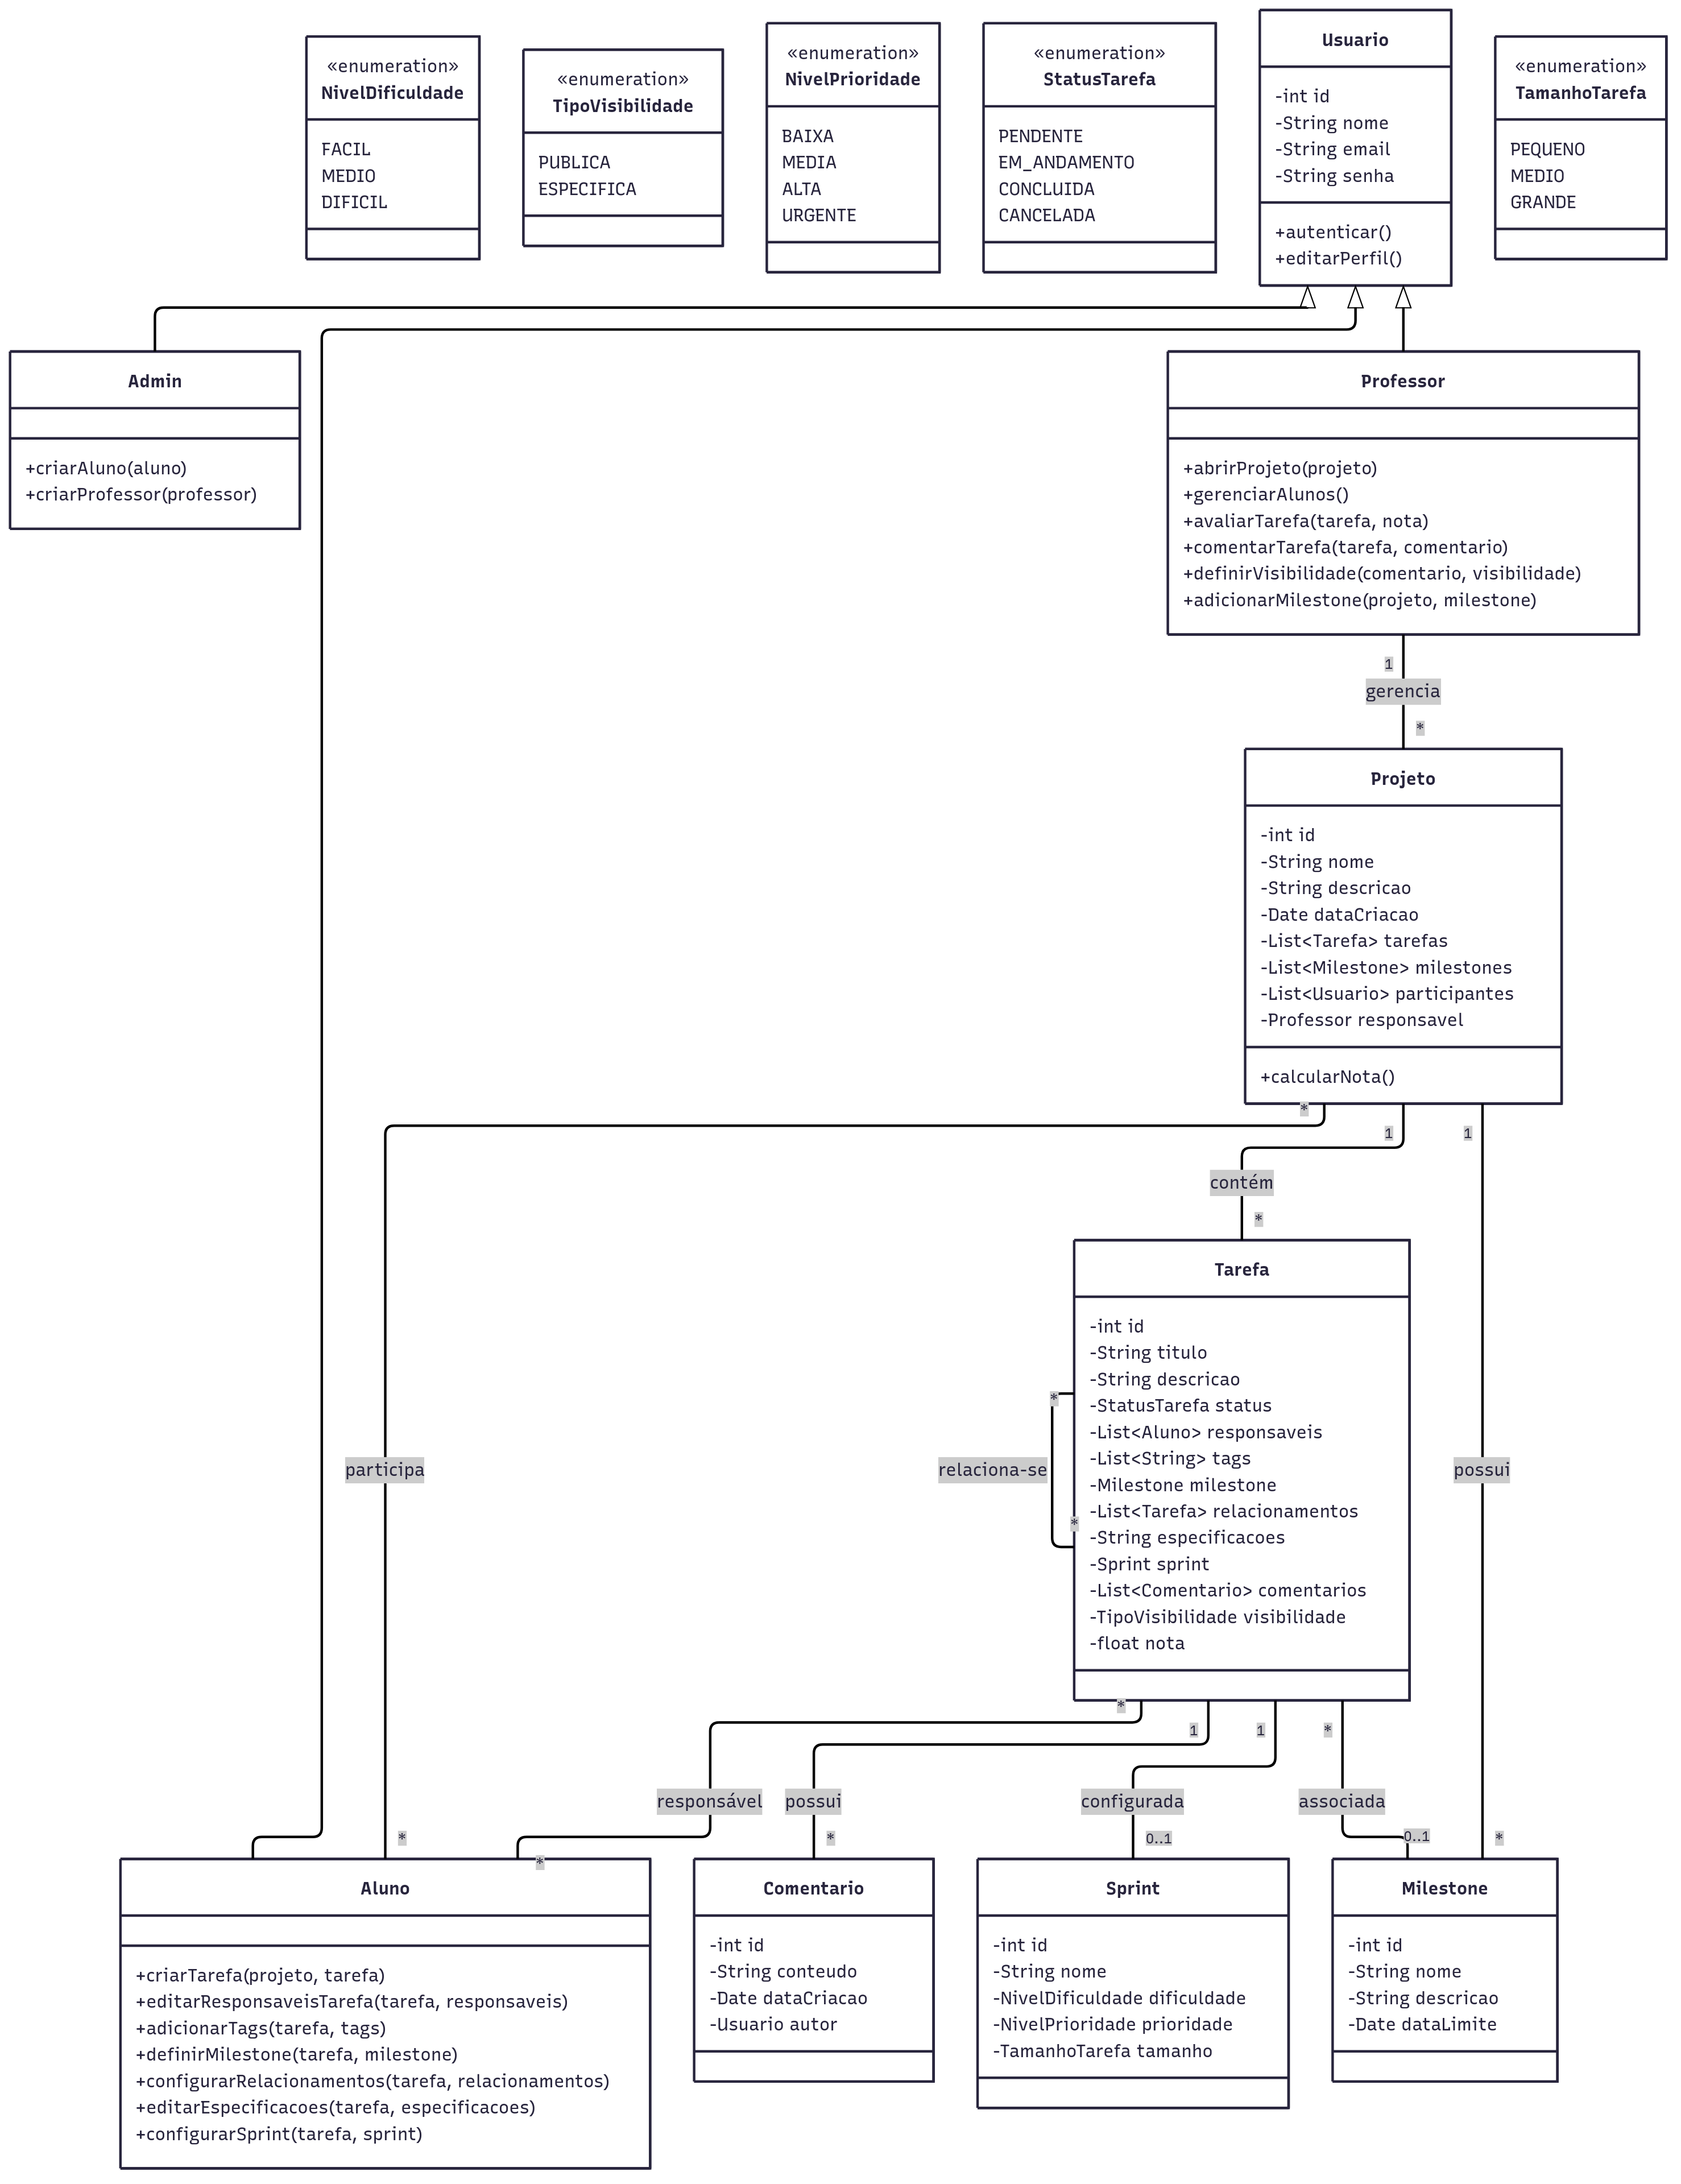 «enumeration»
NivelDificuldade
FACIL
MEDIO
DIFICIL
«enumeration»
TipoVisibilidade
PUBLICA
ESPECIFICA
«enumeration»
NivelPrioridade
BAIXA
MEDIA
ALTA
URGENTE
«enumeration»
StatusTarefa
PENDENTE
EM_ANDAMENTO
CONCLUIDA
CANCELADA
Usuario
-int id
-String nome
-String email
-String senha
+autenticar()
+editarPerfil()
«enumeration»
TamanhoTarefa
PEQUENO
MEDIO
GRANDE
Admin
+criarAluno(aluno)
+criarProfessor(professor)
Professor
+abrirProjeto(projeto)
+gerenciarAlunos()
+avaliarTarefa(tarefa, nota)
+comentarTarefa(tarefa, comentario)
+definirVisibilidade(comentario, visibilidade)
+adicionarMilestone(projeto, milestone)
1
gerencia
*
Projeto
-int id
-String nome
-String descricao
-Date dataCriacao
-List<Tarefa> tarefas
-List<Milestone> milestones
-List<Usuario> participantes
-Professor responsavel
+calcularNota()
*
1
1
contém
*
Tarefa
-int id
-String titulo
-String descricao
-StatusTarefa status
-List<Aluno> responsaveis
-List<String> tags
-Milestone milestone
-List<Tarefa> relacionamentos
-String especificacoes
-Sprint sprint
-List<Comentario> comentarios
-TipoVisibilidade visibilidade
-float nota
*
participa
relaciona-se
possui
*
*
1
1
*
responsável
possui
configurada
associada
*
*
*
0..1
0..1
*
Aluno
+criarTarefa(projeto, tarefa)
+editarResponsaveisTarefa(tarefa, responsaveis)
+adicionarTags(tarefa, tags)
+definirMilestone(tarefa, milestone)
+configurarRelacionamentos(tarefa, relacionamentos)
+editarEspecificacoes(tarefa, especificacoes)
+configurarSprint(tarefa, sprint)
Comentario
-int id
-String conteudo
-Date dataCriacao
-Usuario autor
Sprint
-int id
-String nome
-NivelDificuldade dificuldade
-NivelPrioridade prioridade
-TamanhoTarefa tamanho
Milestone
-int id
-String nome
-String descricao
-Date dataLimite